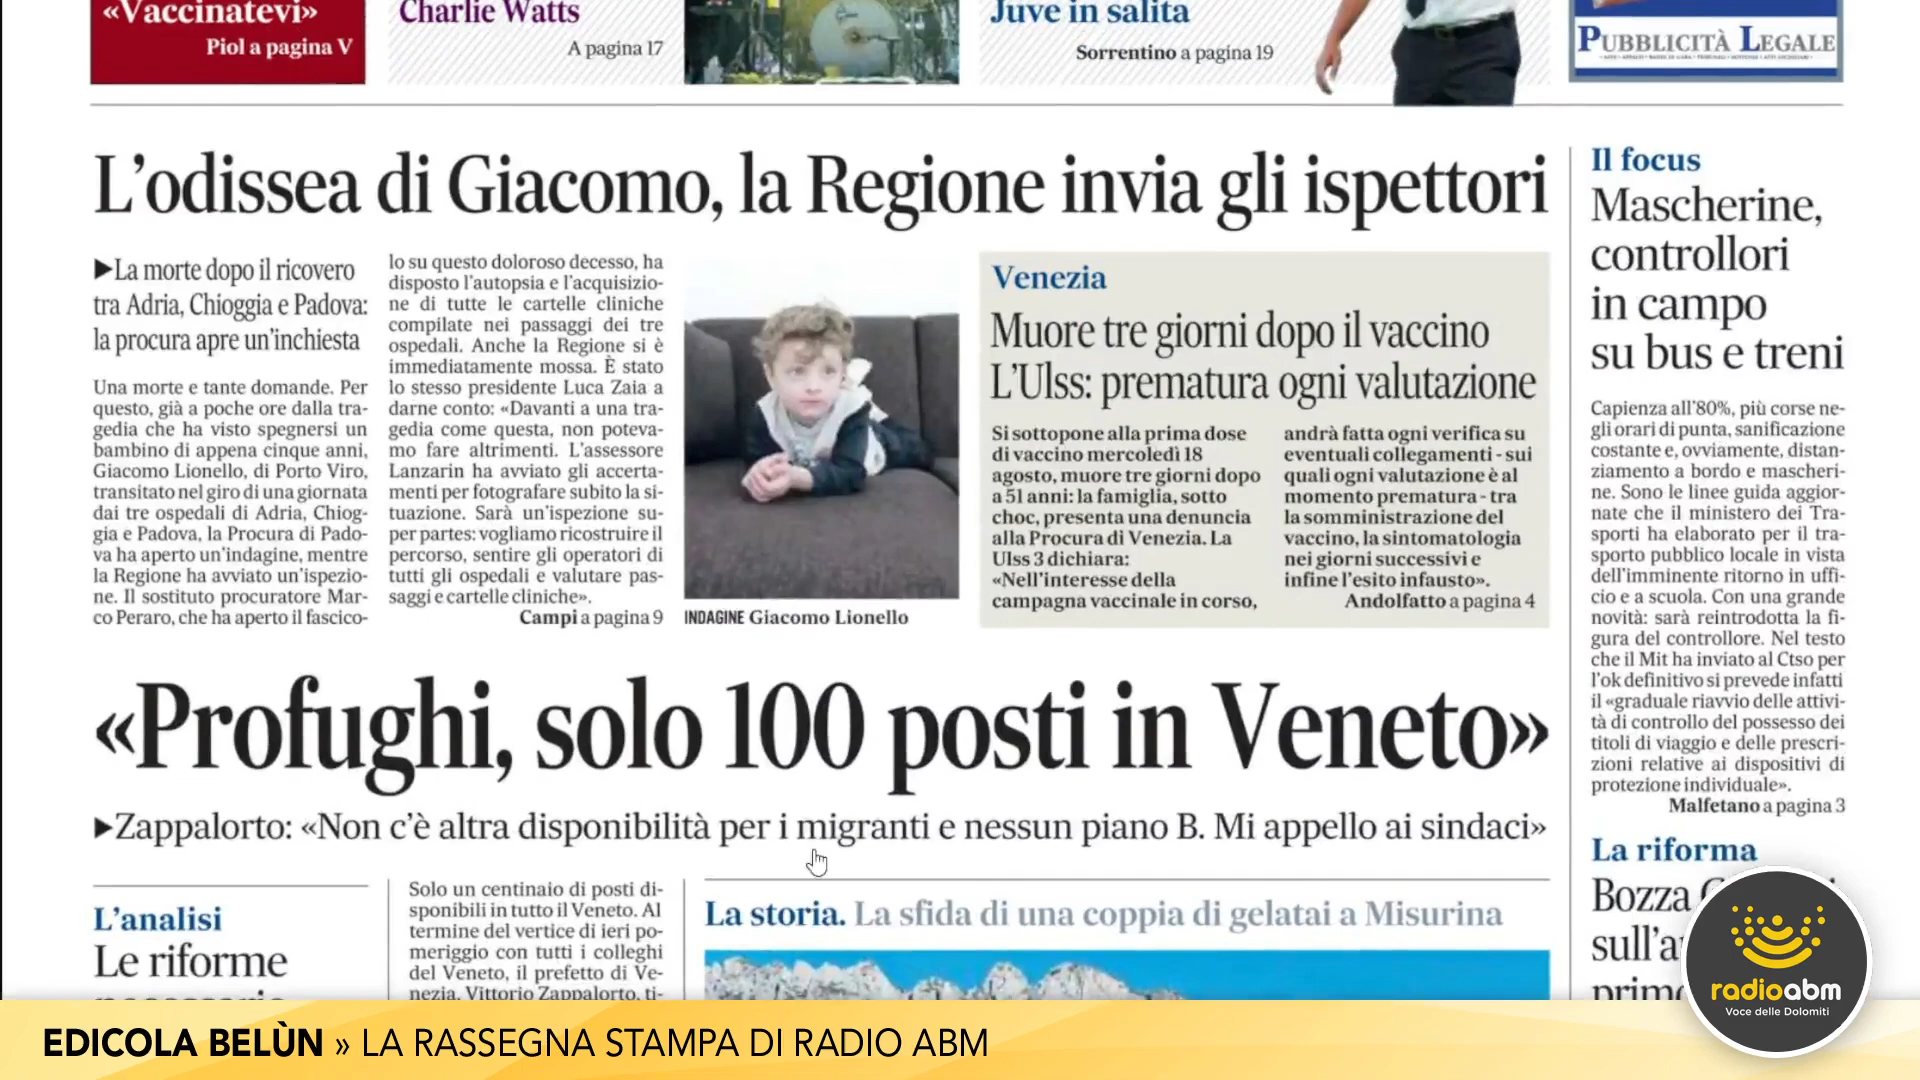 «Vaccinatevi»
Piol a pagina V
Charlie Watts
A pagina 17
Juve in salita
Sorrentino a pagina 19
PUBBLICITÀ LEGALE
L'odissea di Giacomo, la Regione invia gli ispettori
►La morte dopo il ricovero
tra Adria, Chioggia e Padova:
la procura apre un'inchiesta
Una morte e tante domande. Per
questo, già a poche ore dalla tra-
gedia che ha visto spegnersi un
bambino di appena cinque anni,
Giacomo Lionello, di Porto Viro,
transitato nel giro di una giornata
dai tre ospedali di Adria, Chiog-
gia e Padova, la Procura di Pado-
va ha aperto un'indagine, mentre
la Regione ha avviato un'ispezio-
ne. Il sostituto procuratore Mar-
co Peraro, che ha aperto il fascico-
lo su questo doloroso decesso, ha
disposto l'autopsia e l'acquisizio-
ne di tutte le cartelle cliniche
compilate nei passaggi dei tre
ospedali. Anche la Regione si è
immediatamente mossa. È stato
lo stesso presidente Luca Zaia a
darne conto: «Davanti a una tra-
gedia come questa, non poteva-
mo fare altrimenti. L'assessore
Lanzarin ha avviato gli accerta-
menti per fotografare subito la si-
tuazione. Sarà un'ispezione su-
per partes: vogliamo ricostruire il
percorso, sentire gli operatori di
tutti gli ospedali e valutare pas-
saggi e cartelle cliniche».
Campi a pagina 9
INDAGINE Giacomo Lionello
Venezia
Muore tre giorni dopo il vaccino
L'Ulss: prematura ogni valutazione
Si sottopone alla prima dose
di vaccino mercoledì 18
agosto, muore tre giorni dopo
a 51 anni: la famiglia, sotto
choc, presenta una denuncia
alla Procura di Venezia. La
Ulss 3 dichiara:
«Nell'interesse della
campagna vaccinale in corso,
andrà fatta ogni verifica su
eventuali collegamenti - sui
quali ogni valutazione è al
momento prematura - tra
la somministrazione del
vaccino, la sintomatologia
nei giorni successivi e
infine l'esito infausto».
Andolfatto a pagina 4
Il focus
Mascherine,
controllori
in campo
su bus e treni
Capienza all'80%, più corse ne-
gli orari di punta, sanificazione
costante e, ovviamente, distan-
ziamento a bordo e mascheri-
ne. Sono le linee guida aggior-
nate che il ministero dei Tra-
sporti ha elaborato per il tra-
sporto pubblico locale in vista
dell'imminente ritorno in uffi-
cio e a scuola. Con una grande
novità: sarà reintrodotta la fi-
gura del controllore. Nel testo
che il Mit ha inviato al Ctso per
l'ok definitivo si prevede infatti
il «graduale riavvio delle attivi-
tà di controllo del possesso dei
titoli di viaggio e delle prescri-
zioni relative ai dispositivi di
protezione individuale».
Malfetano a pagina 3
«Profughi, solo 100 posti in Veneto»
►Zappalorto: «Non c'è altra disponibilità per i migranti e nessun piano B. Mi appello ai sindaci»
L'analisi
Le riforme
necessarie
Solo un centinaio di posti di-
sponibili in tutto il Veneto. Al
termine del vertice di ieri po-
meriggio con tutti i colleghi
del Veneto, il prefetto di Ve-
nezia, Vittorio Zappalorto, ti-
La storia. La sfida di una coppia di gelatai a Misurina
La riforma
Bozza
radioabm
Voce delle Dolomiti
EDICOLA BELÙN » LA RASSEGNA STAMPA DI RADIO ABM